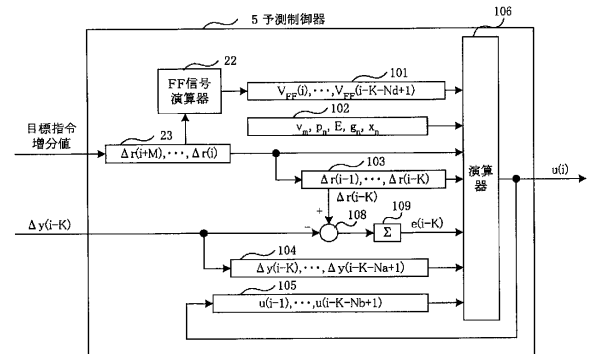 5 予測制御器
106
22
FF信号
演算器
101
V_FF(i),···,V_FF(i-K-Nd+1)
102
v_m, p_n, E, g_n, x_n
目標指令
増分値
23
Δr(i+M),···,Δr(i)
103
Δr(i-1),···,Δr(i-K)
Δr(i-K)
演算
器
u(i)
+
109
Δy(i-K)
-
108
Σ
e(i-K)
104
Δy(i-K),···,Δy(i-K-Na+1)
105
u(i-1),···,u(i-K-Nb+1)